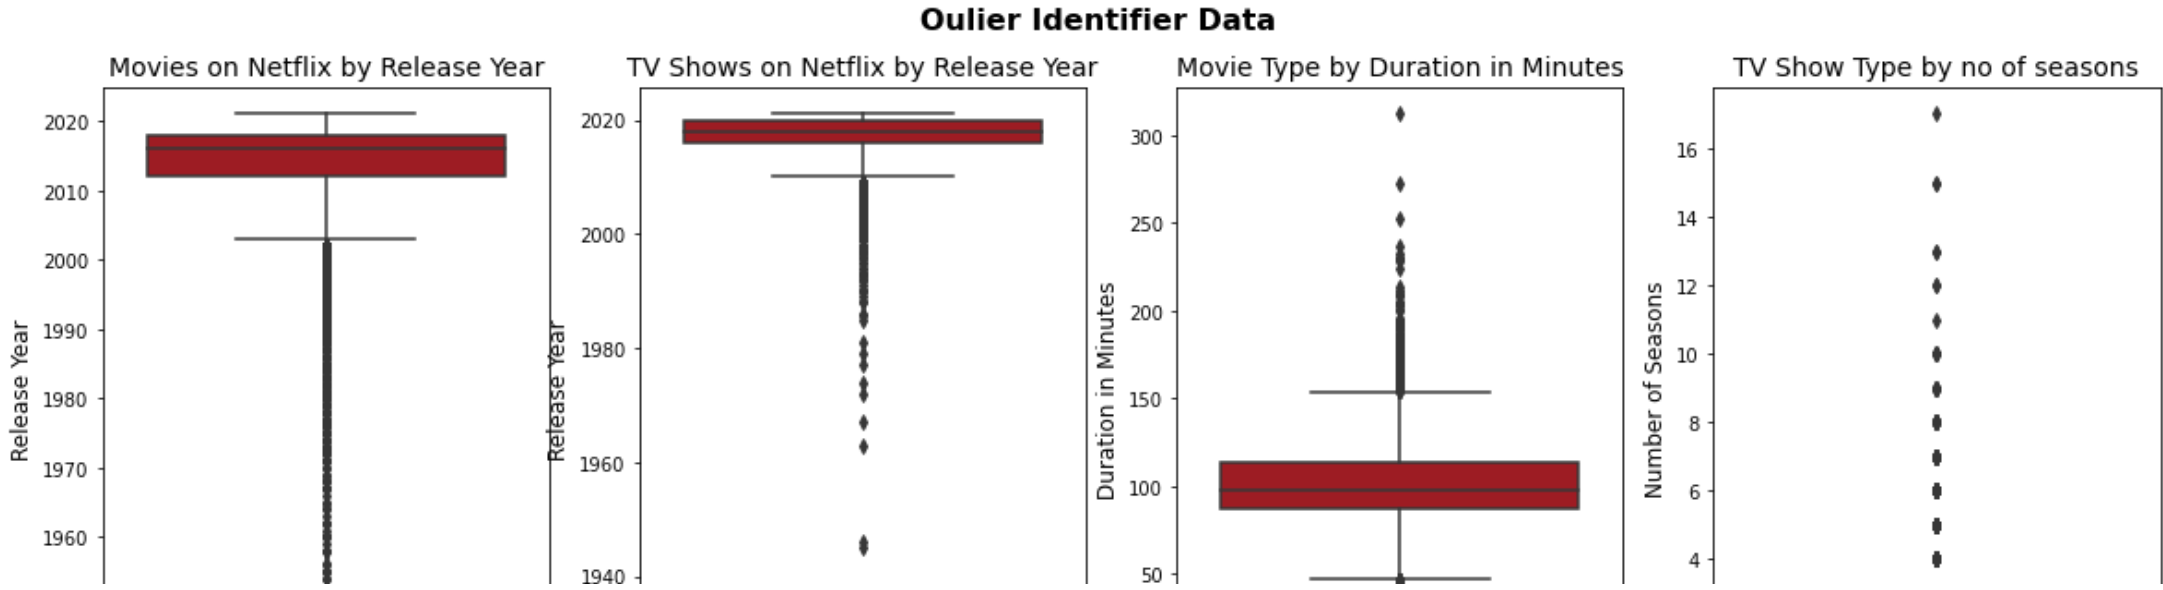 Oulier Identifier Data
Movies on Netflix by Release Year
2020
2010
2000
1990
1980
1970
1960
Release Year
TV Shows on Netflix by Release Year
2020
2000
1980
1960
1940
Release Year
Movie Type by Duration in Minutes
300
250
200
150
100
50
Duration in Minutes
TV Show Type by no of seasons
16
14
12
10
8
6
4
Number of Seasons